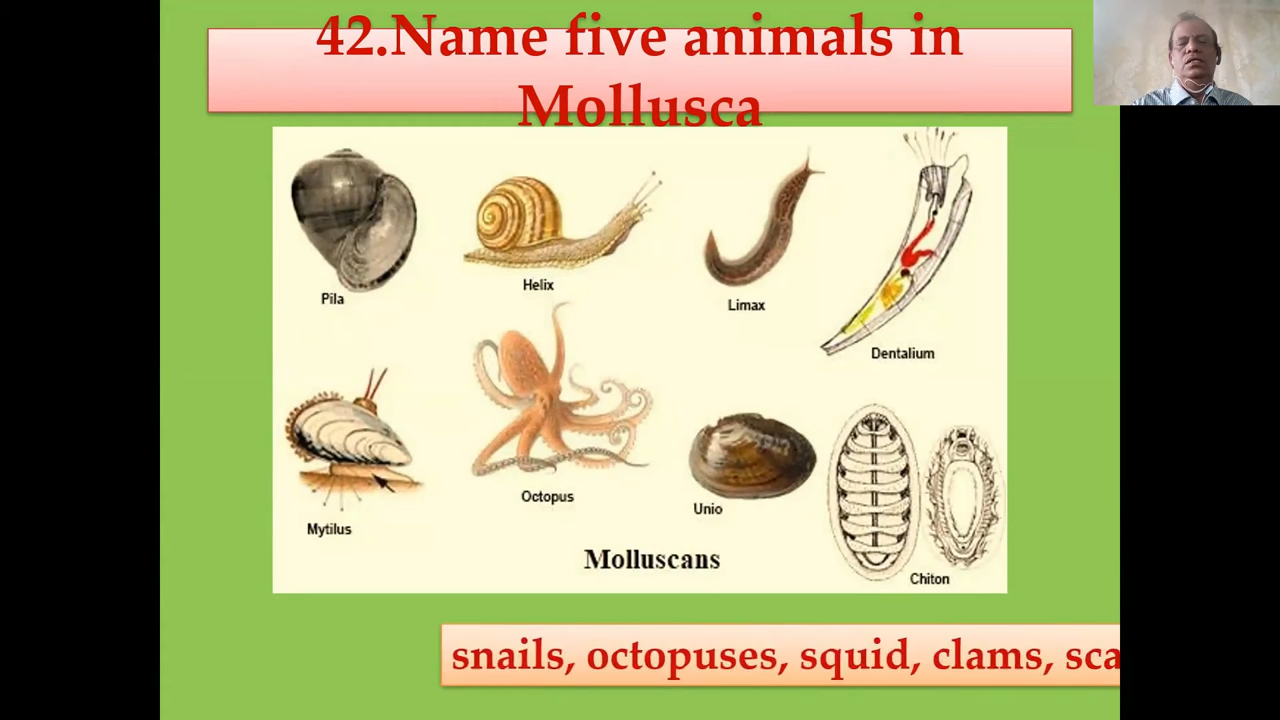 42.Name five animals in
Mollusca
Pila
Helix
Limax
Dentalium
Mytilus
Octopus
Unio
Chiton
Molluscans
snails, octopuses, squid, clams,